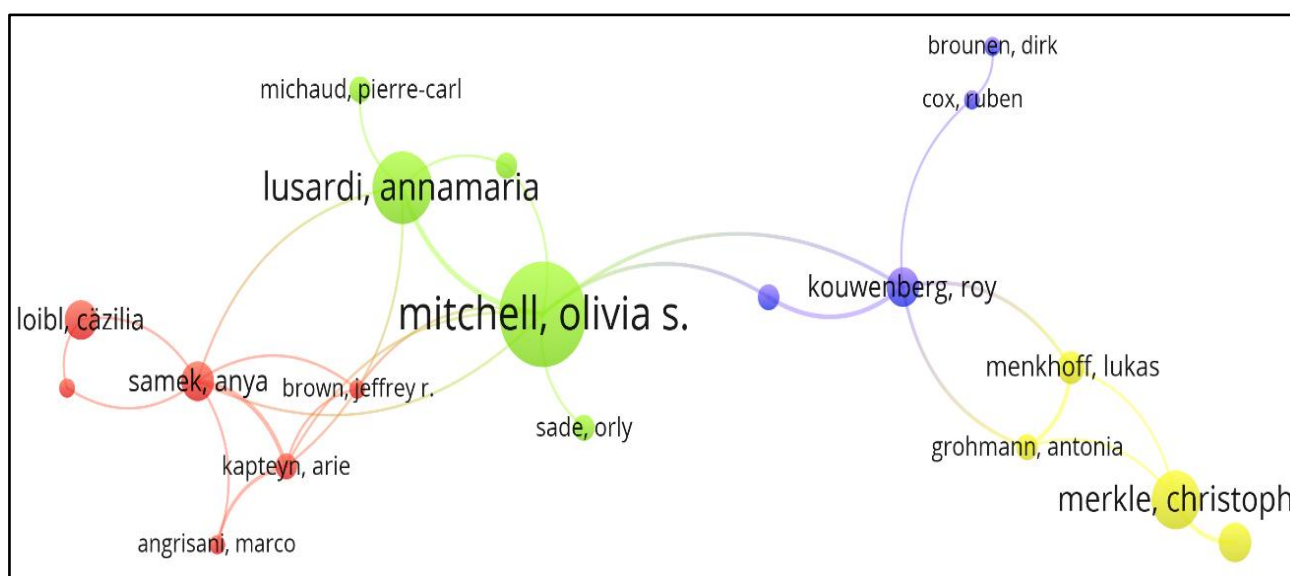 brounen, dirk
michaud, pierre-carl
cox, ruben
lusardi, annamaria
kouwenberg, roy
mitchell, olivia s.
loibl, cäzilia
samek, anya
brown, jeffrey r.
menkhoff, lukas
sade, orly
grohmann, antonia
kapteyn, arie
merkle, christoph
angrisani, marco